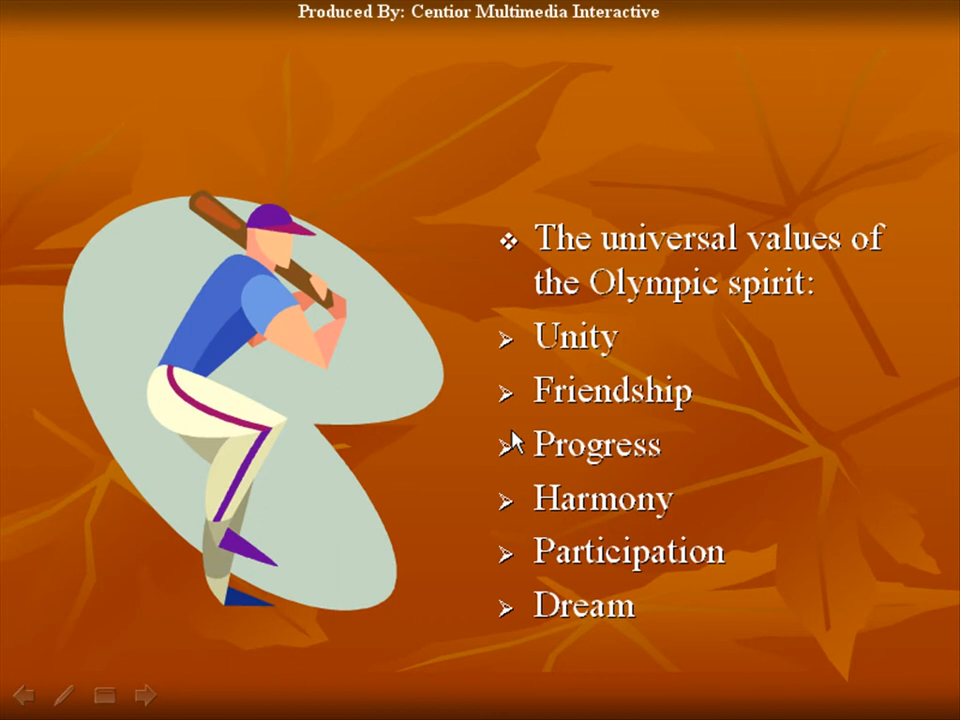 Produced By: Centior Multimedia Interactive
The universal values of
the Olympic spirit:
Unity
Friendship
Progress
Harmony
Participation
Dream